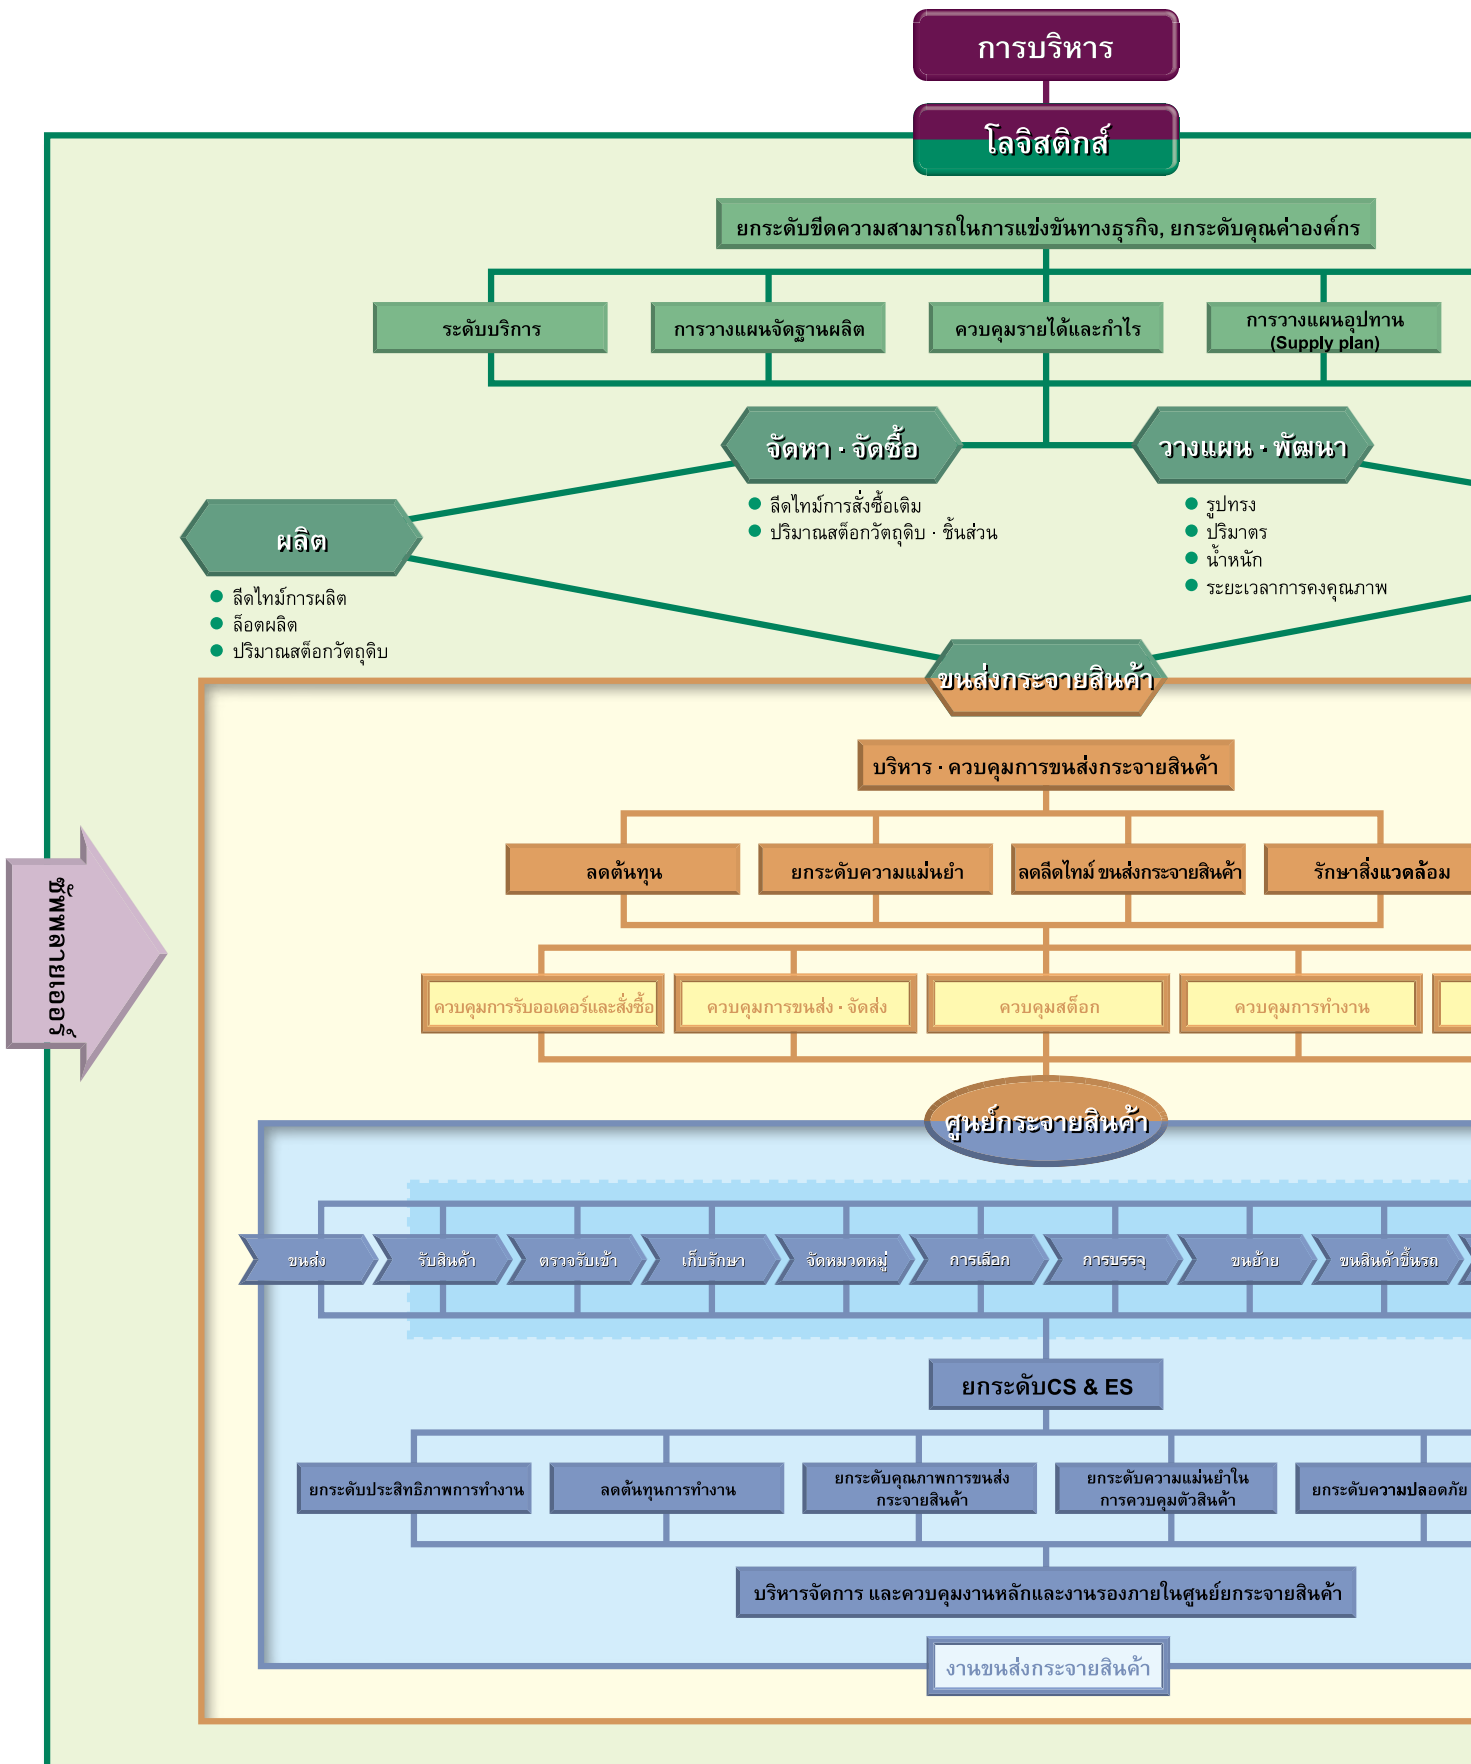 การบริหาร
โลจิสติกส์
ยกระดับขีดความสามารถในการแข่งขันทางธุรกิจ, ยกระดับคุณค่าองค์กร
ระดับบริการ
การวางแผนจัดฐานผลิต
ควบคุมรายได้และกำไร
การวางแผนอุปทาน
(Supply plan)
จัดหา · จัดซื้อ
วางแผน · พัฒนา
ลีดไทม์การสั่งซื้อเติม
ปริมาณสต็อกวัตถุดิบ · ชิ้นส่วน
รูปทรง
ปริมาตร
น้ำหนัก
ระยะเวลาการคงคุณภาพ
ผลิต
ลีดไทม์การผลิต
ล็อตผลิต
ปริมาณสต็อกวัตถุดิบ
ขนส่งกระจายสินค้า
บริหาร · ควบคุมการขนส่งกระจายสินค้า
ลดต้นทุน
ยกระดับความแม่นยำ
ลดลีดไทม์ ขนส่งกระจายสินค้า
รักษาสิ่งแวดล้อม
ซัพพลายเออร์
ควบคุมการรับออเดอร์และสั่งซื้อ
ควบคุมการขนส่ง · จัดส่ง
ควบคุมสต็อก
ควบคุมการทำงาน
ศูนย์กระจายสินค้า
ขนส่ง
รับสินค้า
ตรวจรับเข้า
เก็บรักษา
จัดหมวดหมู่
การเลือก
การบรรจุ
ขนย้าย
ขนสินค้าขึ้นรถ
ยกระดับCS & ES
ยกระดับประสิทธิภาพการทำงาน
ลดต้นทุนการทำงาน
ยกระดับคุณภาพการขนส่ง
กระจายสินค้า
ยกระดับความแม่นยำใน
การควบคุมตัวสินค้า
ยกระดับความปลอดภัย
บริหารจัดการ และควบคุมงานหลักและงานรองภายในศูนย์ยกระจายสินค้า
งานขนส่งกระจายสินค้า